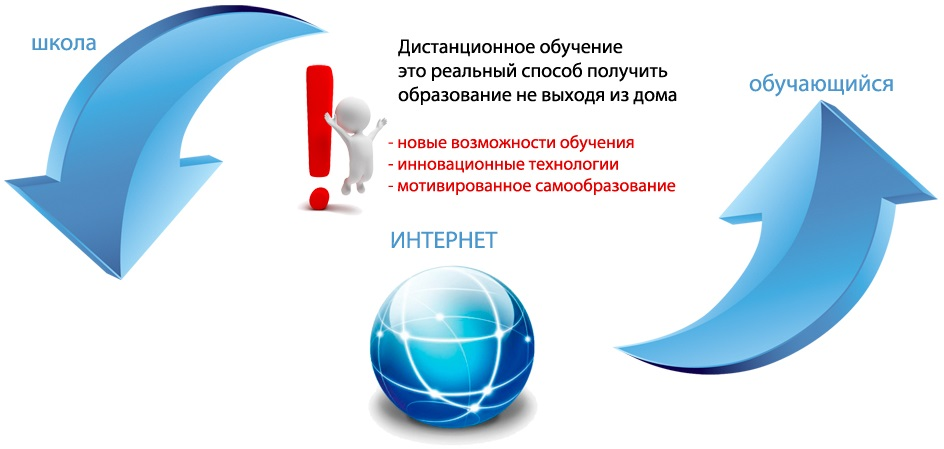 школа
Дистанционное обучение
это реальный способ получить
образование не выходя из дома
обучающийся
- новые возможности обучения
- инновационные технологии
- мотивированное самообразование
ИНТЕРНЕТ